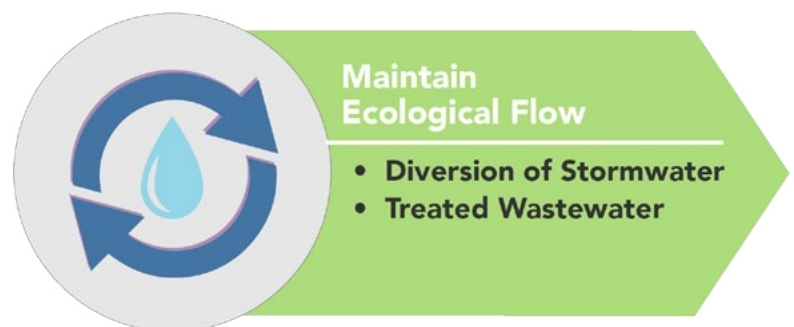 Maintain
Ecological Flow
• Diversion of Stormwater
• Treated Wastewater